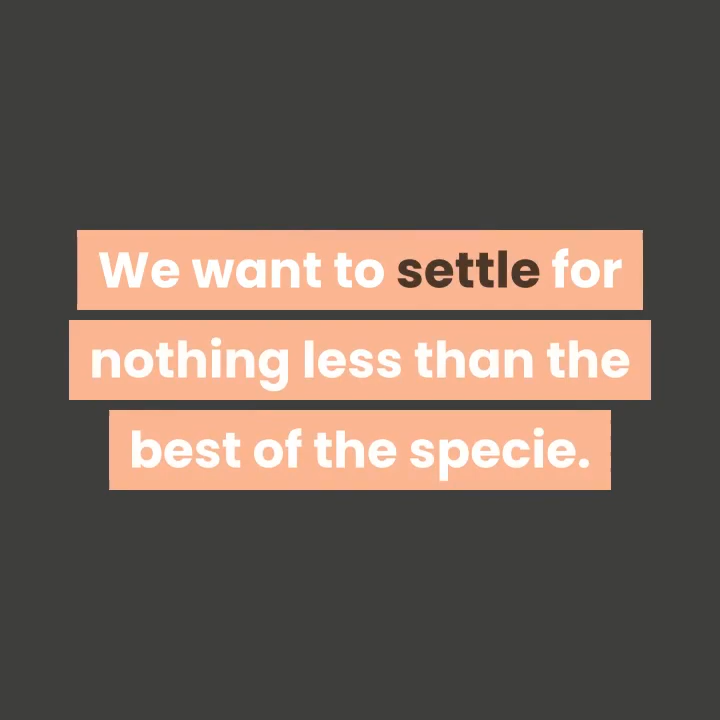 We want to settle for
nothing less than the
best of the specie.